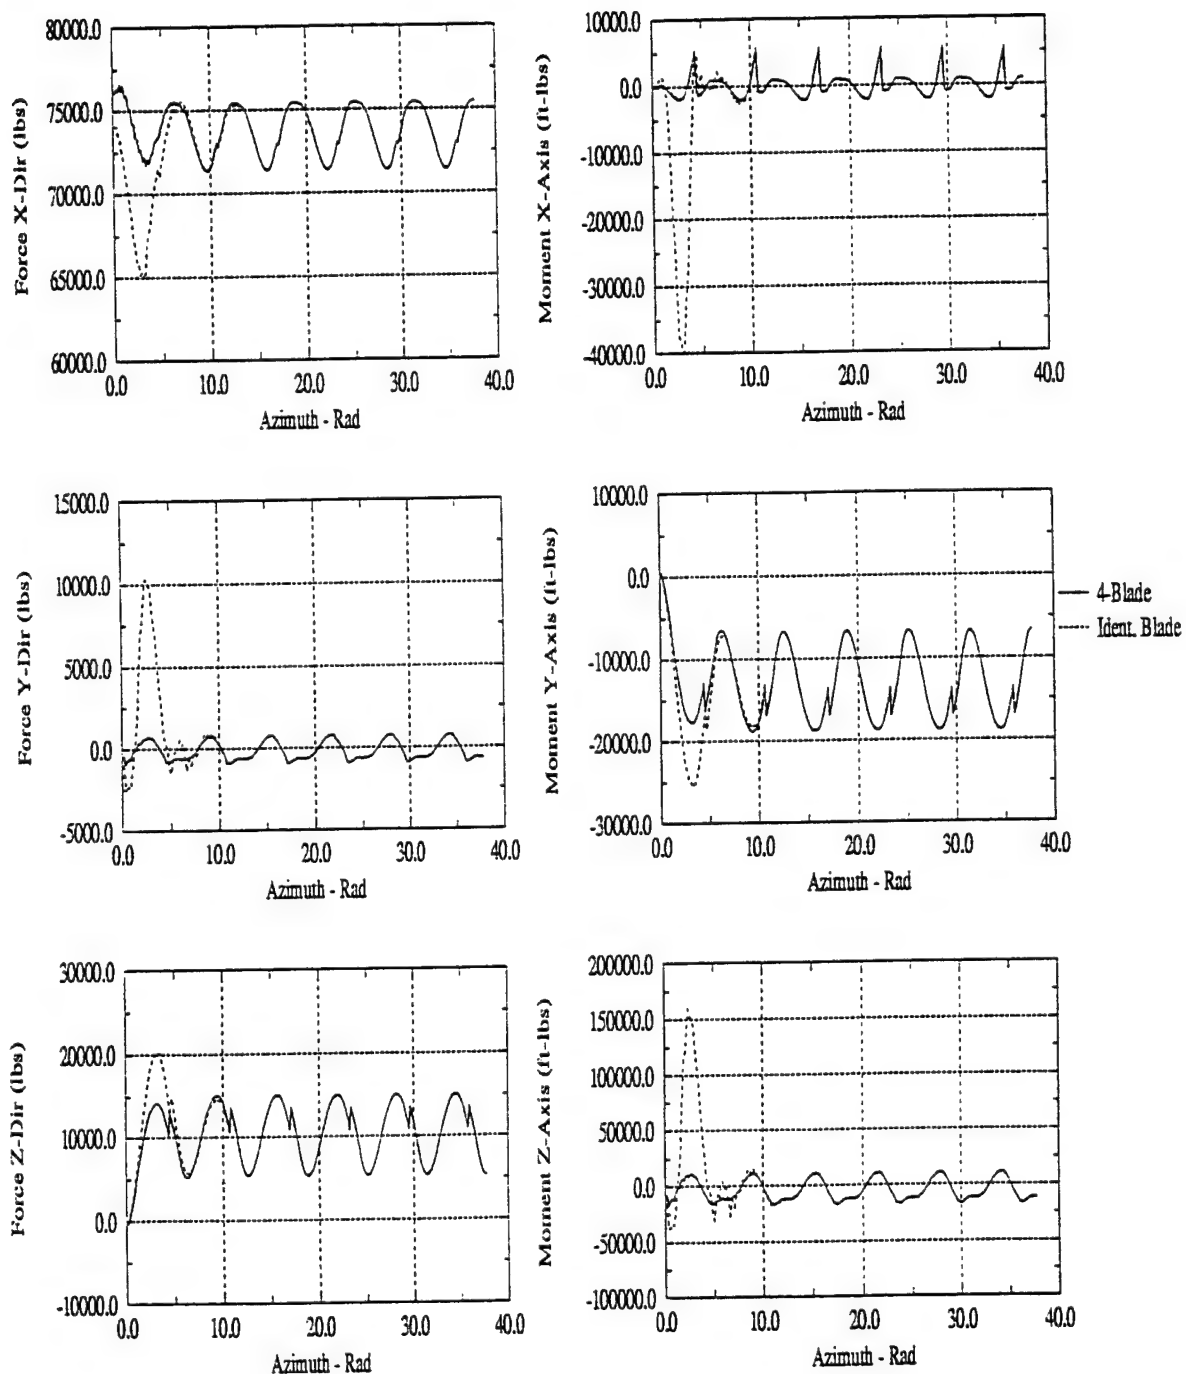 80000.0
75000.0
70000.0
65000.0
60000.0
Force X-Dir (lbs)
0.0 10.0 20.0 30.0 40.0
Azimuth - Rad
10000.0
0.0
-10000.0
-20000.0
-30000.0
-40000.0
Moment X-Axis (ft-lbs)
0.0 10.0 20.0 30.0 40.0
Azimuth - Rad
15000.0
10000.0
5000.0
0.0
-5000.0
Force Y-Dir (lbs)
0.0 10.0 20.0 30.0 40.0
Azimuth - Rad
10000.0
0.0
-10000.0
-20000.0
-30000.0
Moment Y-Axis (ft-lbs)
0.0 10.0 20.0 30.0 40.0
Azimuth - Rad
4-Blade
Ident. Blade
30000.0
20000.0
10000.0
0.0
-10000.0
Force Z-Dir (lbs)
0.0 10.0 20.0 30.0 40.0
Azimuth - Rad
200000.0
150000.0
100000.0
50000.0
0.0
-50000.0
-100000.0
Moment Z-Axis (ft-lbs)
0.0 10.0 20.0 30.0 40.0
Azimuth - Rad